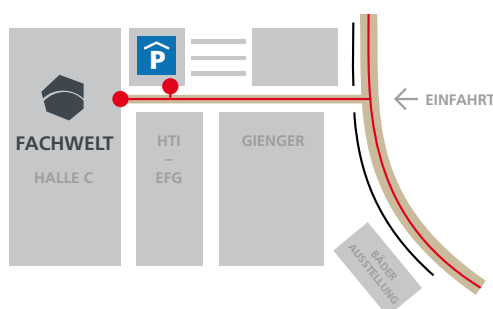 P
EINFAHRT
FACHWELT
HALLE C
HTI
–
EFG
GIENGER
BÄDER
AUSSTELLUNG